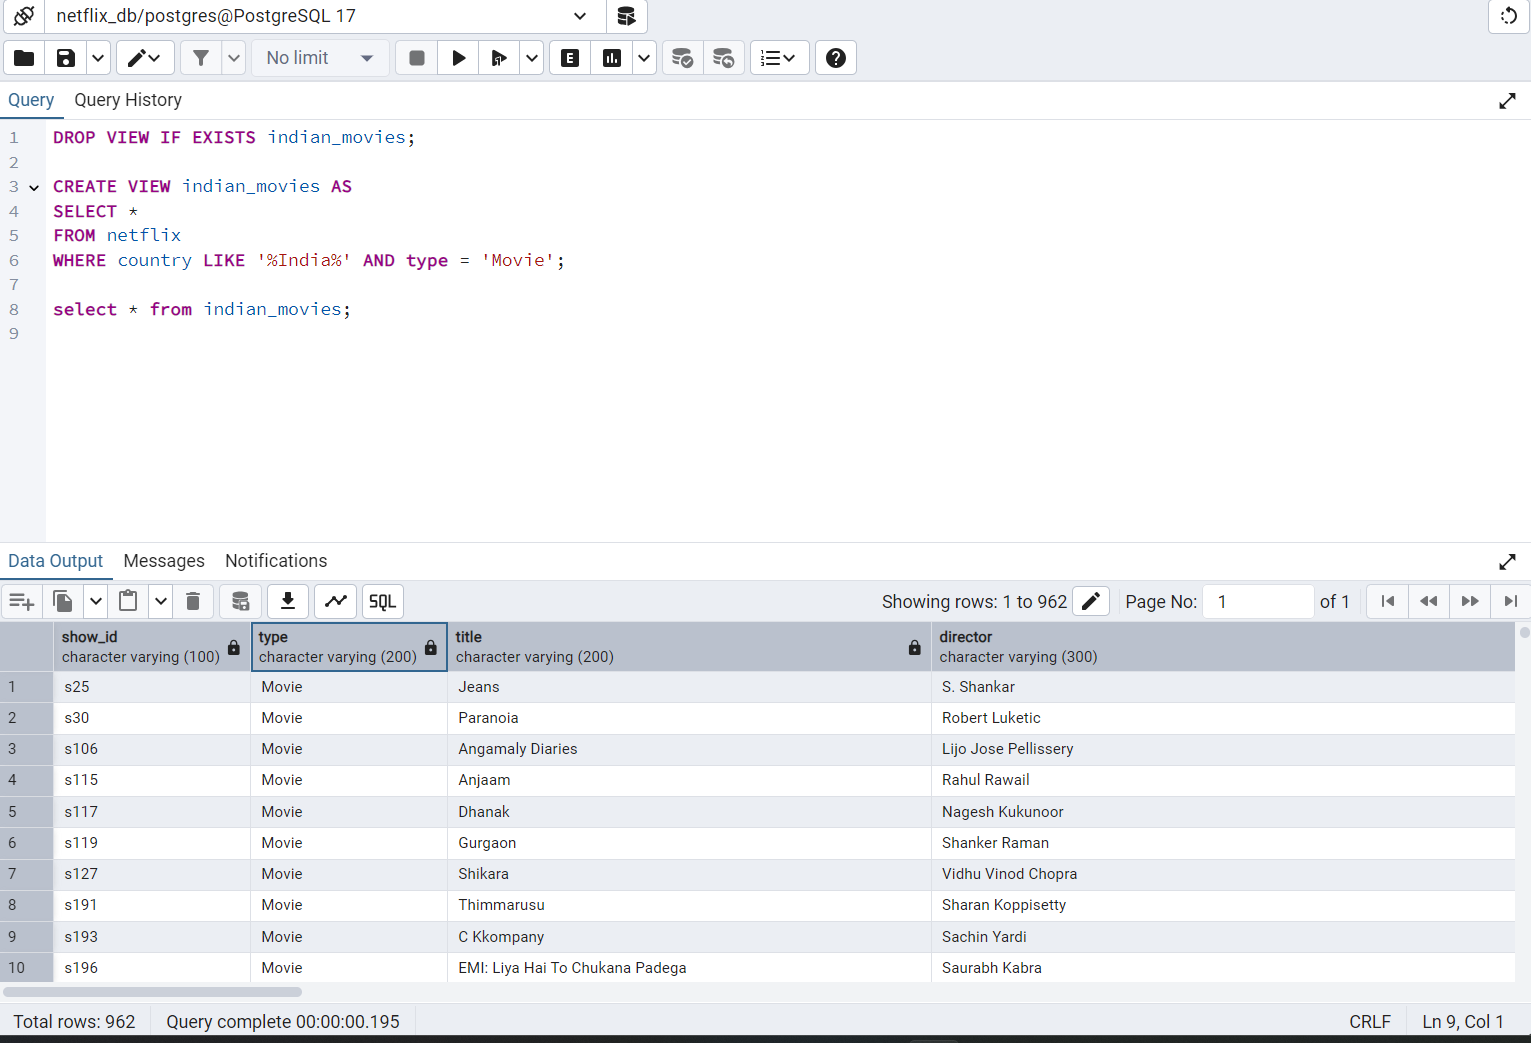 netflix_db/postgres@PostgreSQL 17
No limit
E
Query Query History
1 DROP VIEW IF EXISTS indian_movies;
2
3 CREATE VIEW indian_movies AS
4 SELECT *
5 FROM netflix
6 WHERE country LIKE '%India%' AND type = 'Movie';
7
8 select * from indian_movies;
9
Data Output Messages Notifications
SQL Showing rows: 1 to 962 Page No: 1 of 1
show_id type title director
character varying (100) character varying (200) character varying (200) character varying (300)
1 s25 Movie Jeans S. Shankar
2 s30 Movie Paranoia Robert Luketic
3 s106 Movie Angamaly Diaries Lijo Jose Pellissery
4 s115 Movie Anjaam Rahul Rawail
5 s117 Movie Dhanak Nagesh Kukunoor
6 s119 Movie Gurgaon Shanker Raman
7 s127 Movie Shikara Vidhu Vinod Chopra
8 s191 Movie Thimmarusu Sharan Koppisetty
9 s193 Movie C Kkompany Sachin Yardi
10 s196 Movie EMI: Liya Hai To Chukana Padega Saurabh Kabra
Total rows: 962 Query complete 00:00:00.195 CRLF Ln 9, Col 1